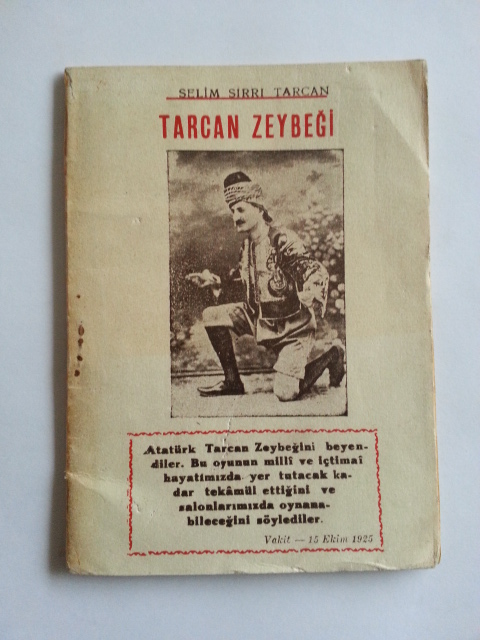 SELİM SIRRI TARCAN
TARCAN ZEYBEĞİ
Atatürk Tarcan Zeybeğini beyen-
diler. Bu oyunun millî ve içtimaî
hayatimizda yer tutacak ka-
dar tekâmül ettiğini ve
salonlarımızda oynana-
bileceğini söylediler.
Vakit — 15 Ekim 1925